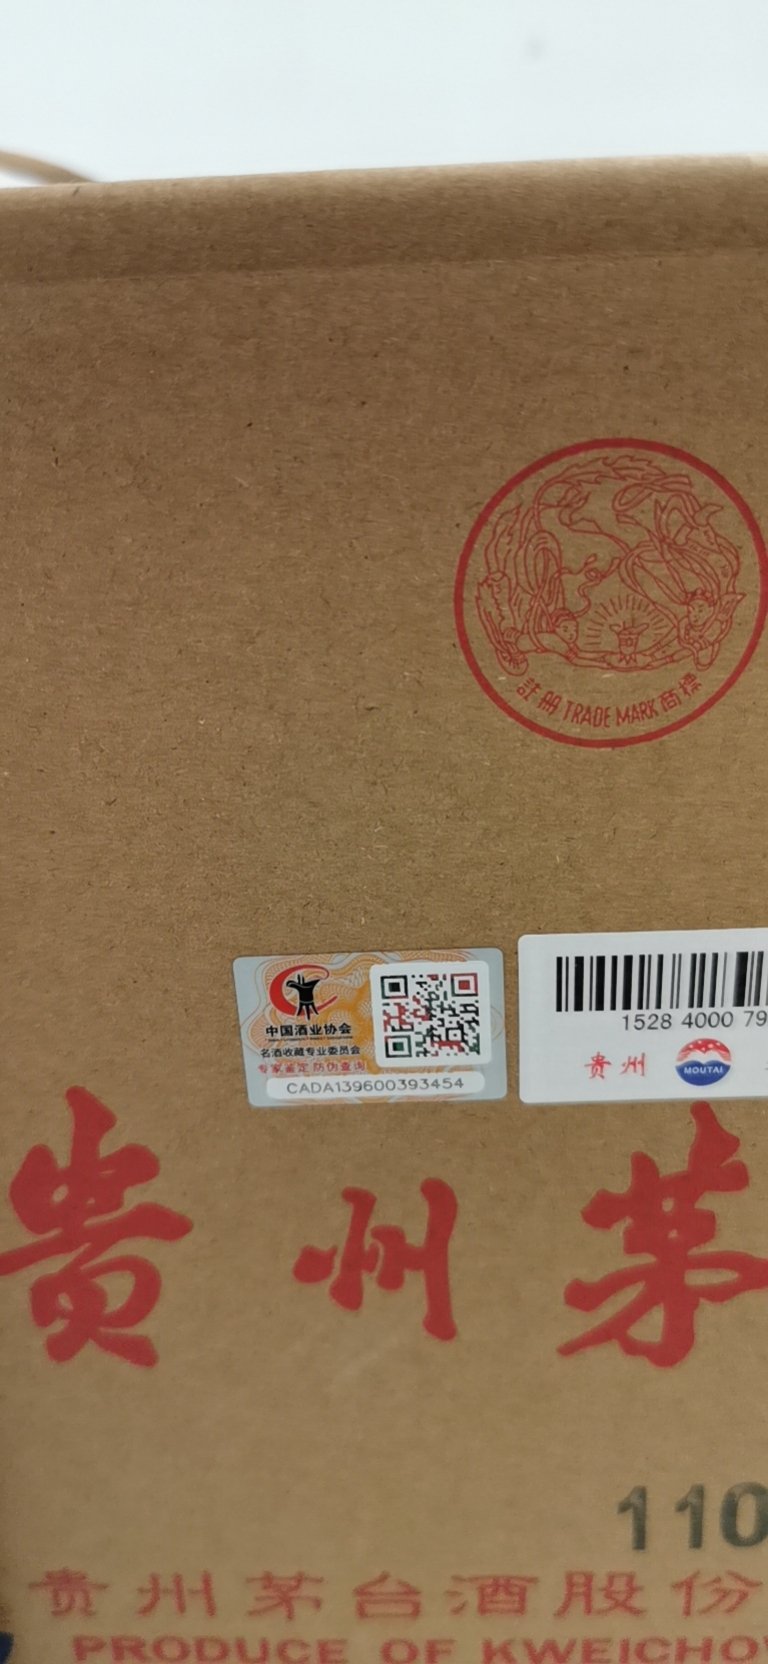 註册 TRADE MARK 商標
中国酒业协会
名酒收藏专业委员会
专家鉴定 防伪查询
CADA139600393454
1528 4000 79
贵州
MOUTAI
贵州茅
110
贵州茅台酒股份
PRODUCE OF KWEICHO